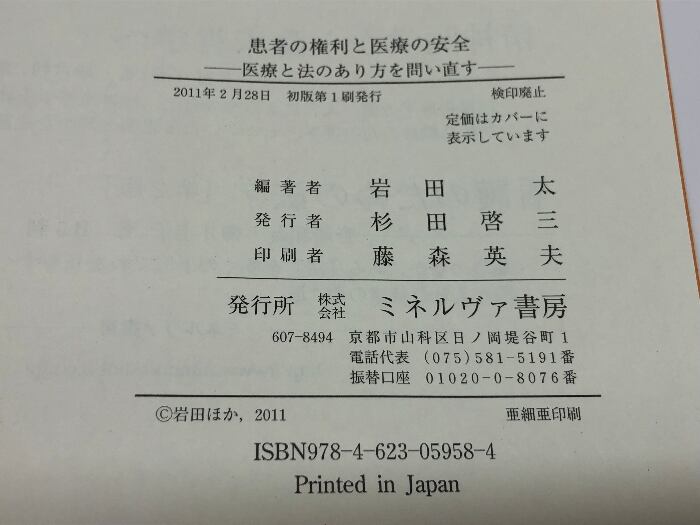 患者の権利と医療の安全
――医療と法のあり方を問い直す――
2011年2月28日 初版第1刷発行 検印廃止
定価はカバーに
表示しています
編著者 岩田 太
発行者 杉田啓三
印刷者 藤森英夫
発行所 株式会社 ミネルヴァ書房
607-8494 京都市山科区日ノ岡堤谷町1
電話代表 (075)581-5191番
振替口座 01020-0-8076番
©岩田ほか, 2011 亜細亜印刷
ISBN978-4-623-05958-4
Printed in Japan